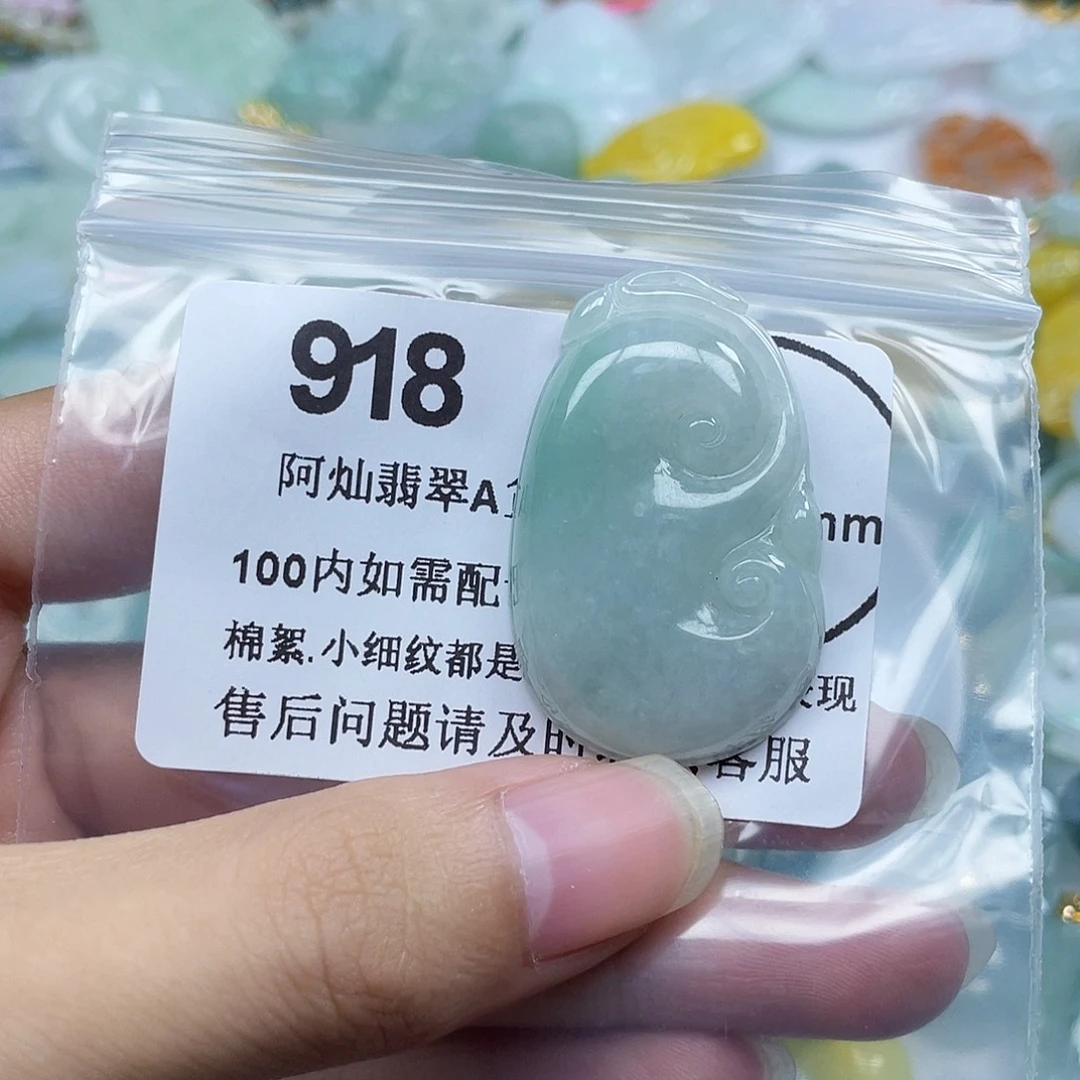 918
阿灿翡翠A
mm
100内如需配
棉絮.小细纹都是
现
售后问题请及时
客服